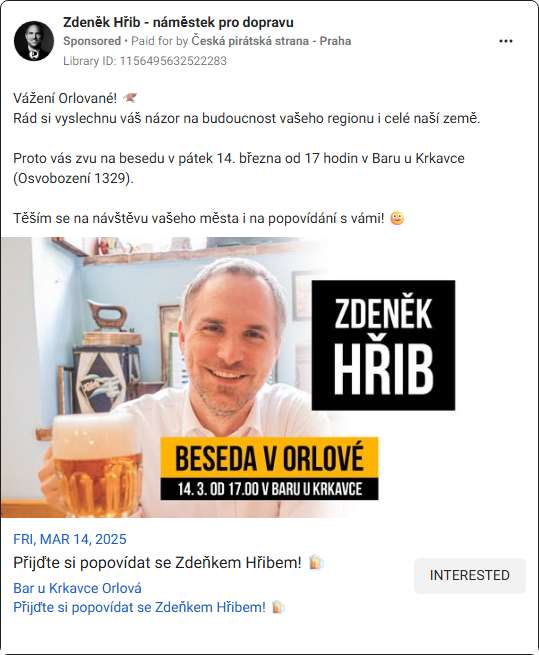 Zdeněk Hřib - náměstek pro dopravu
Sponsored • Paid for by Česká pirátská strana - Praha
Library ID: 1156495632522283
Vážení Orlované! 🦅
Rád si vyslechnu váš názor na budoucnost vašeho regionu i celé naší země.
Proto vás zvu na besedu v pátek 14. března od 17 hodin v Baru u Krkavce
(Osvobození 1329).
Těším se na návštěvu vašeho města i na popovídání s vámi! 🙂
ZDENĚK
HŘIB
BESEDA V ORLOVÉ
14. 3. OD 17.00 V BARU U KRKAVCE
FRI, MAR 14, 2025
Přijďte si popovídat se Zdeňkem Hřibem! 🍺
INTERESTED
Bar u Krkavce Orlová
Přijďte si popovídat se Zdeňkem Hřibem! 🍺